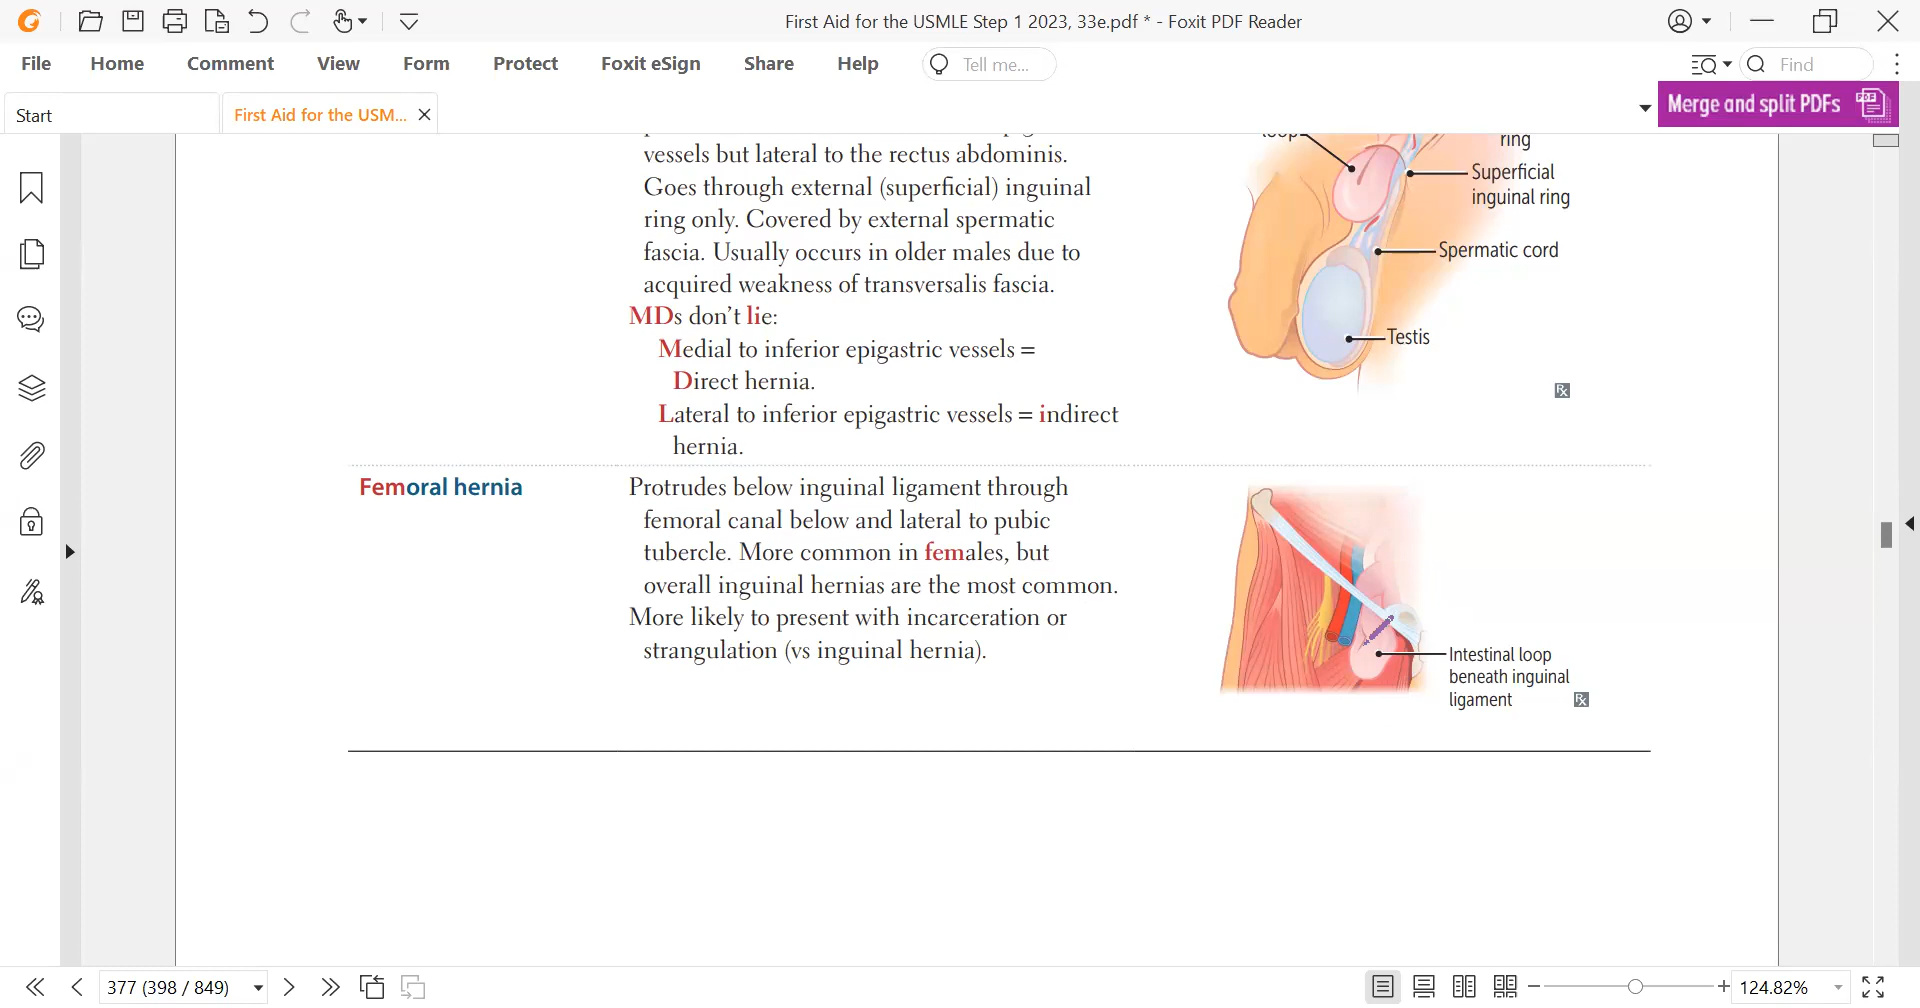 First Aid for the USMLE Step 1 2023, 33e.pdf * - Foxit PDF Reader
File Home Comment View Form Protect Foxit eSign Share Help Tell me... Find
Start
First Aid for the USM...
Merge and split PDFs
PDF
vessels but lateral to the rectus abdominis.
Goes through external (superficial) inguinal
ring only. Covered by external spermatic
fascia. Usually occurs in older males due to
acquired weakness of transversalis fascia.
MDs don’t lie:
Medial to inferior epigastric vessels =
Direct hernia.
Lateral to inferior epigastric vessels = indirect
hernia.
loop
ring
Superficial
inguinal ring
Spermatic cord
Testis
Rx
Femoral hernia
Protrudes below inguinal ligament through
femoral canal below and lateral to pubic
tubercle. More common in females, but
overall inguinal hernias are the most common.
More likely to present with incarceration or
strangulation (vs inguinal hernia).
Intestinal loop
beneath inguinal
ligament
Rx
377 (398 / 849)
124.82%